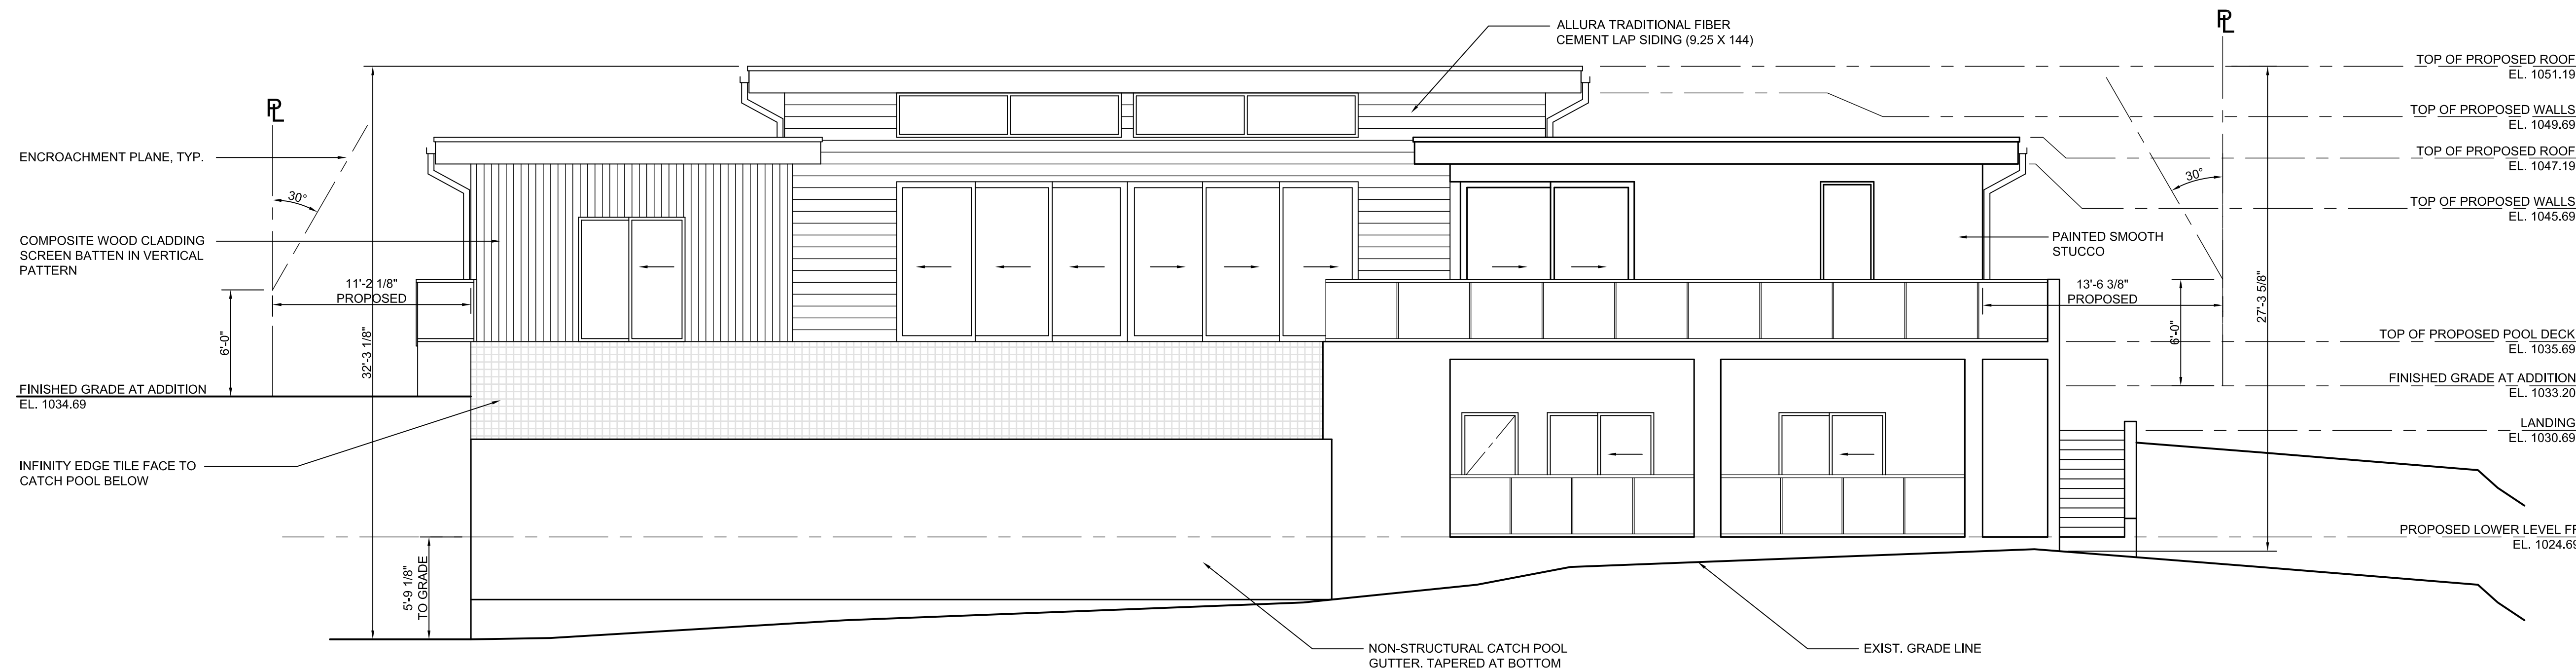 ALLURA TRADITIONAL FIBER
CEMENT LAP SIDING (9.25 X 144)
PL
TOP OF PROPOSED ROOF
EL. 1051.19
PL
TOP OF PROPOSED WALLS
EL. 1049.69
ENCROACHMENT PLANE, TYP.
TOP OF PROPOSED ROOF
EL. 1047.19
30°
30°
TOP OF PROPOSED WALLS
EL. 1045.69
COMPOSITE WOOD CLADDING
SCREEN BATTEN IN VERTICAL
PATTERN
PAINTED SMOOTH
STUCCO
11'-2 1/8"
PROPOSED
13'-6 3/8"
PROPOSED
27'-3 5/8"
6'-0"
32'-3 1/8"
6'-0"
TOP OF PROPOSED POOL DECK
EL. 1035.69
FINISHED GRADE AT ADDITION
EL. 1034.69
FINISHED GRADE AT ADDITION
EL. 1033.20
LANDING
EL. 1030.69
INFINITY EDGE TILE FACE TO
CATCH POOL BELOW
PROPOSED LOWER LEVEL FF
EL. 1024.69
5'-9 1/8"
TO GRADE
NON-STRUCTURAL CATCH POOL
GUTTER. TAPERED AT BOTTOM
EXIST. GRADE LINE